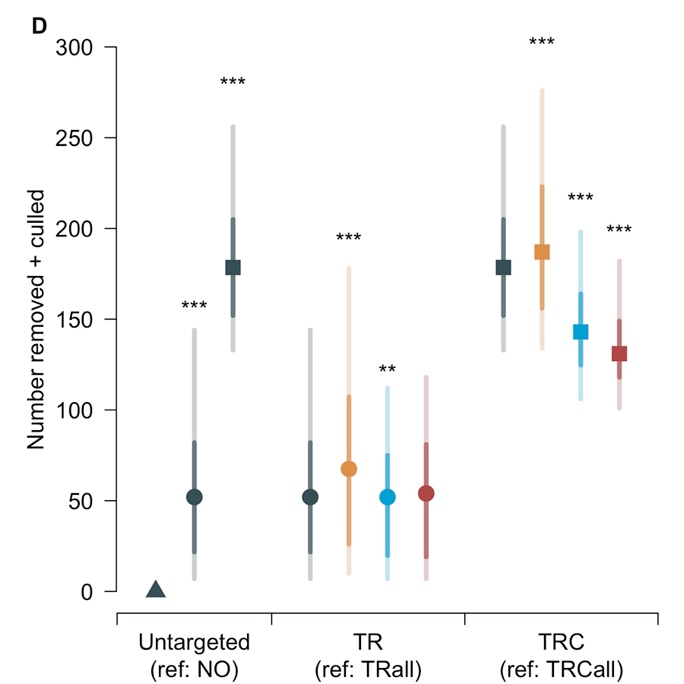 D
Number removed + culled
300
250
200
150
100
50
0
***
***
***
**
***
***
***
Untargeted
(ref: NO)
TR
(ref: TRall)
TRC
(ref: TRCall)